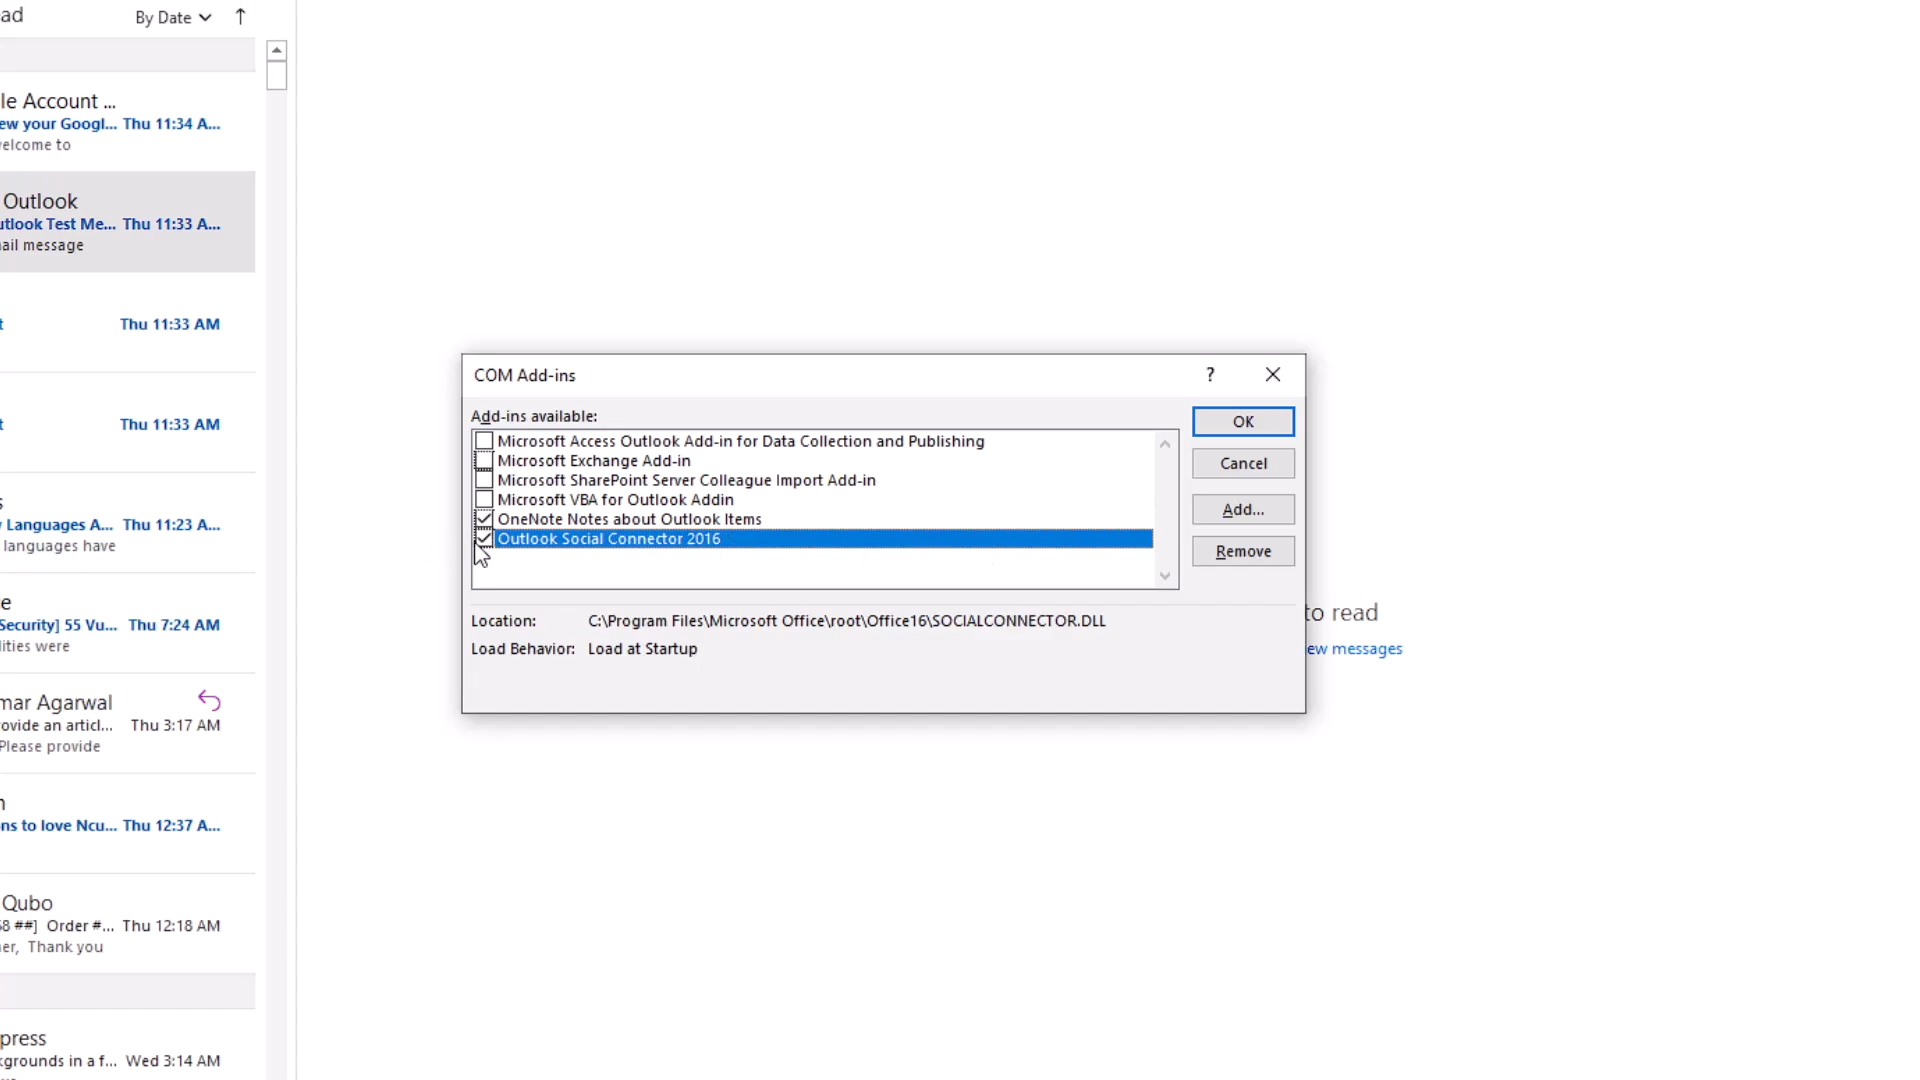 ad By Date
le Account ...
ew your Googl... Thu 11:34 A...
elcome to
Outlook
utlook Test Me... Thu 11:33 A...
ail message
t Thu 11:33 AM
t Thu 11:33 AM
s
y Languages A... Thu 11:23 A...
languages have
e
Security] 55 Vu... Thu 7:24 AM
lities were
mar Agarwal
ovide an articl... Thu 3:17 AM
Please provide
n
ns to love Ncu... Thu 12:37 A...
Qubo
58 ##] Order #... Thu 12:18 AM
er, Thank you
press
kgrounds in a f... Wed 3:14 AM
COM Add-ins ?
Add-ins available:
Microsoft Access Outlook Add-in for Data Collection and Publishing
Microsoft Exchange Add-in
Microsoft SharePoint Server Colleague Import Add-in
Microsoft VBA for Outlook Addin
OneNote Notes about Outlook Items
Outlook Social Connector 2016
OK
Cancel
Add...
Remove
Location: C:\Program Files\Microsoft Office\root\Office16\SOCIALCONNECTOR.DLL
Load Behavior: Load at Startup
to read
ew messages